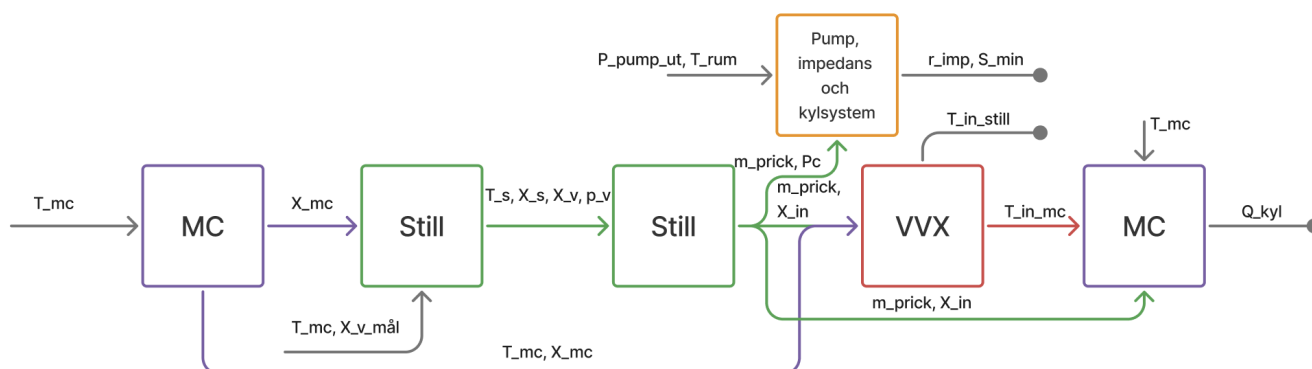 Pump,
impedans
och
kylsystem
P_pump_ut, T_rum
r_imp, S_min
T_in_still
T_mc
m_prick, Pc
m_prick,
X_in
T_mc
MC
X_mc
Still
T_s, X_s, X_v, p_v
Still
VVX
T_in_mc
MC
Q_kyl
m_prick, X_in
T_mc, X_v_mål
T_mc, X_mc